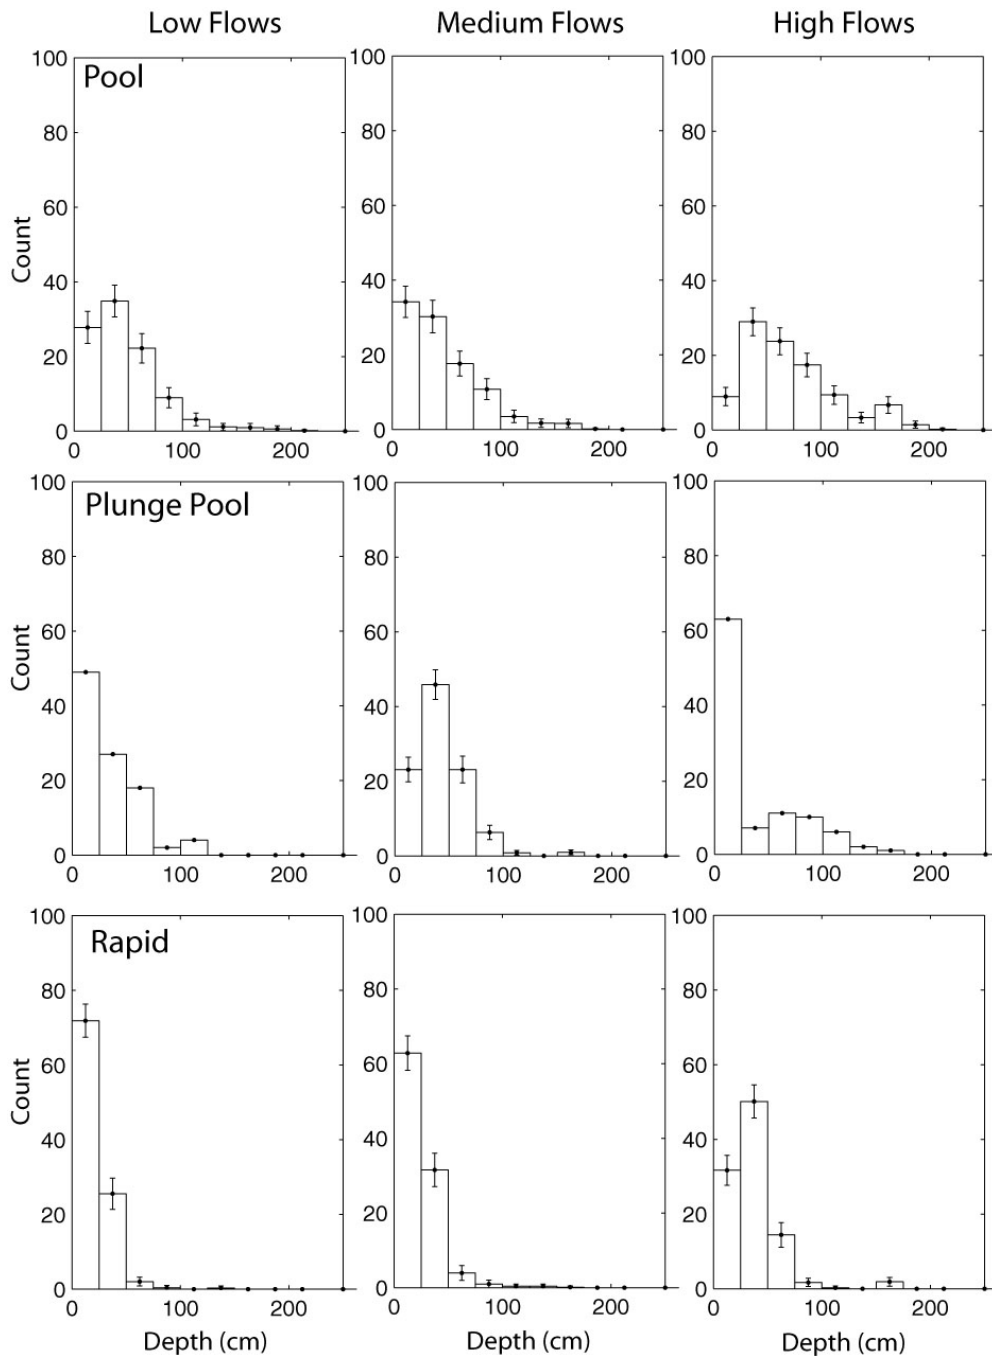 Low Flows Medium Flows High Flows
100 100 100
Pool
80 80 80
60 60 60
Count
40 40 40
20 20 20
0 0 0
0 100 200 0 100 200 0 100 200
100 100 100
Plunge Pool
80 80 80
60 60 60
Count
40 40 40
20 20 20
0 0 0
0 100 200 0 100 200 0 100 200
100 100 100
Rapid
80 80 80
60 60 60
Count
40 40 40
20 20 20
0 0 0
0 100 200 0 100 200 0 100 200
Depth (cm) Depth (cm) Depth (cm)